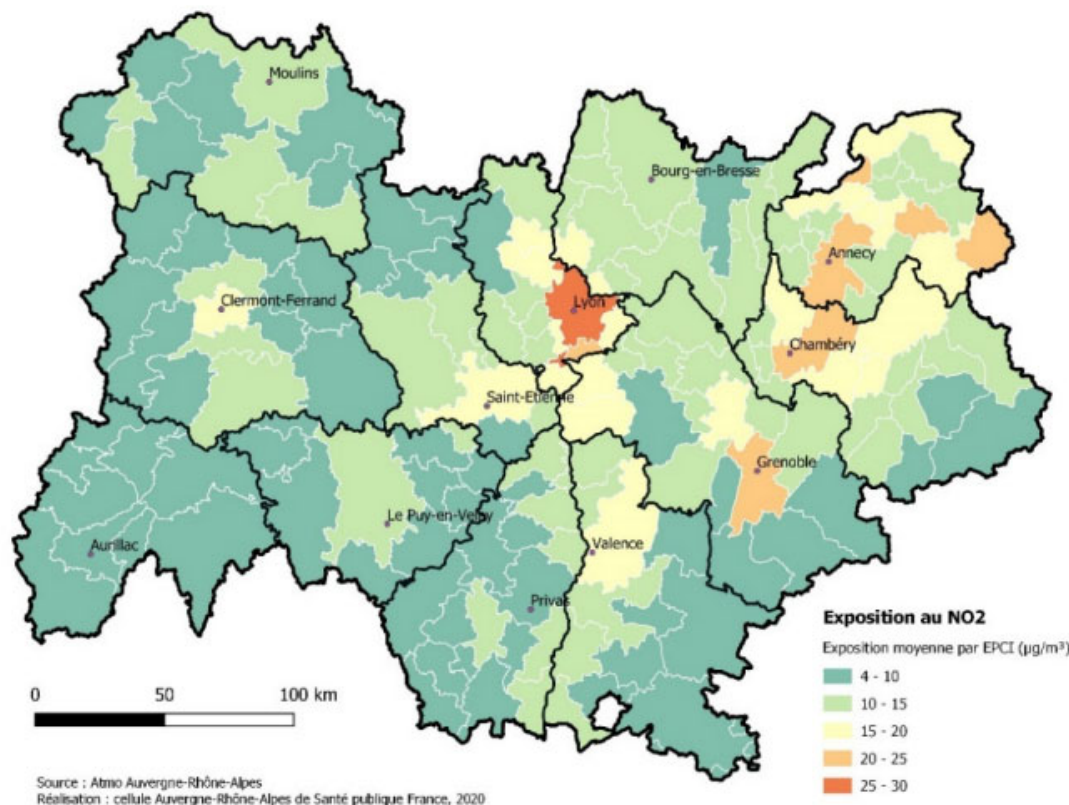 Moulins
Bourg-en-Bresse
Annecy
Clermont-Ferrand
Lyon
Chambéry
Saint-Etienne
Grenoble
Le Puy-en-Velay
Aurillac
Valence
Privas
Exposition au NO2
Exposition moyenne par EPCI (µg/m³)
4 - 10
10 - 15
15 - 20
20 - 25
25 - 30
0 50 100 km
Source : Atmo Auvergne-Rhône-Alpes
Réalisation : cellule Auvergne-Rhône-Alpes de Santé publique France, 2020